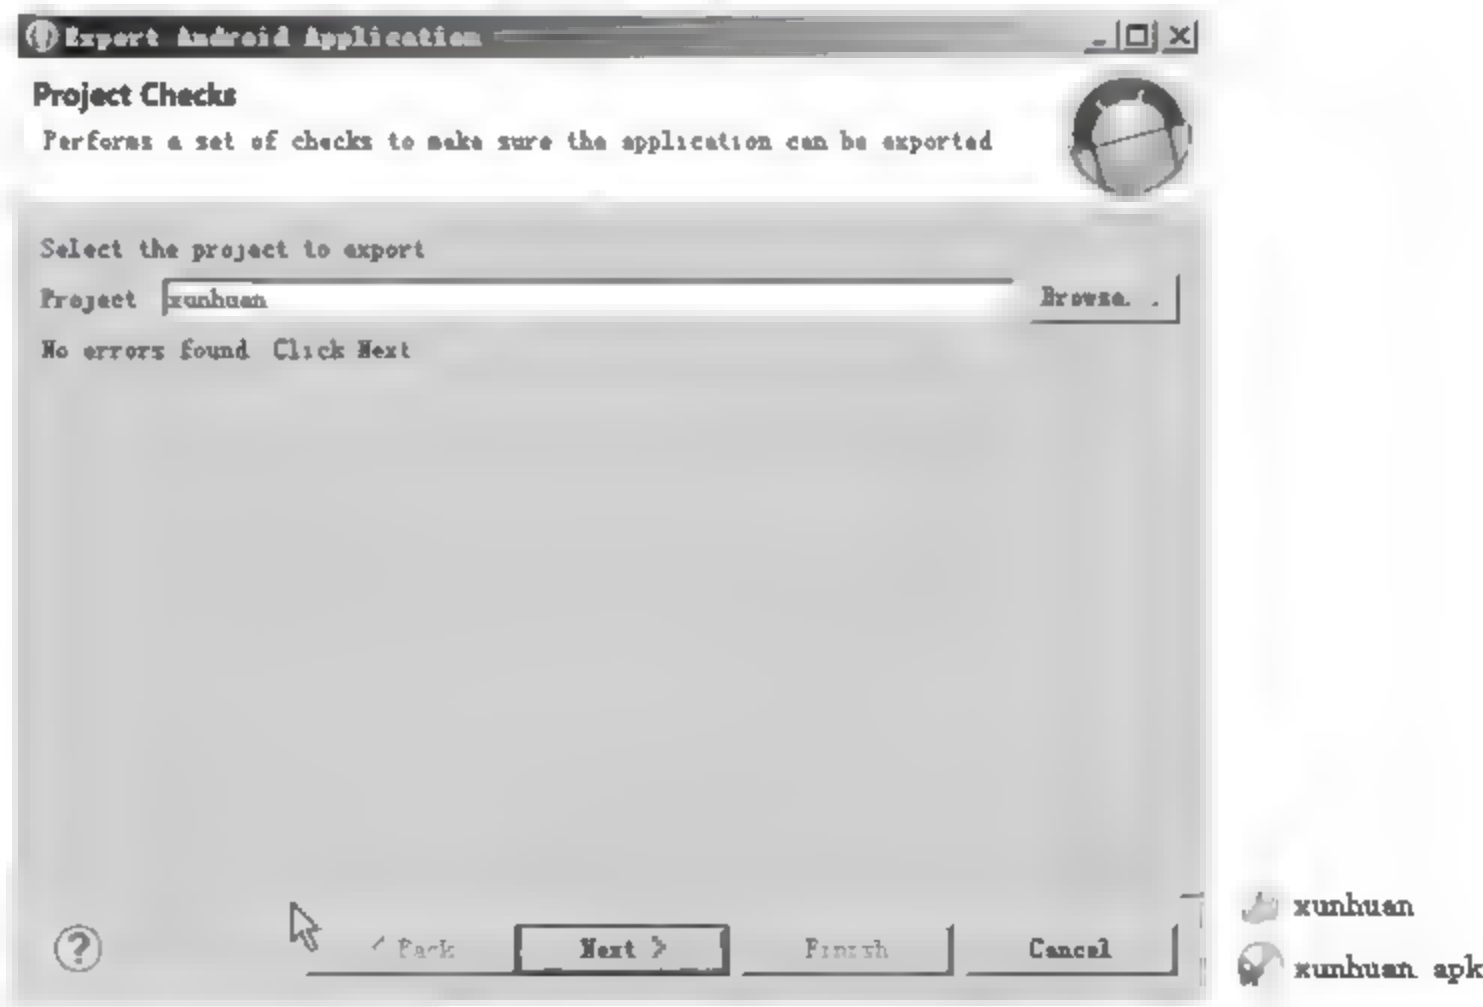 Export Android Application
Project Checks
Performs a set of checks to make sure the application can be exported
Select the project to export
Project xunhuan Browse. .
No errors found Click Next
< Back Next > Finish Cancel
xunhuan
xunhuan apk